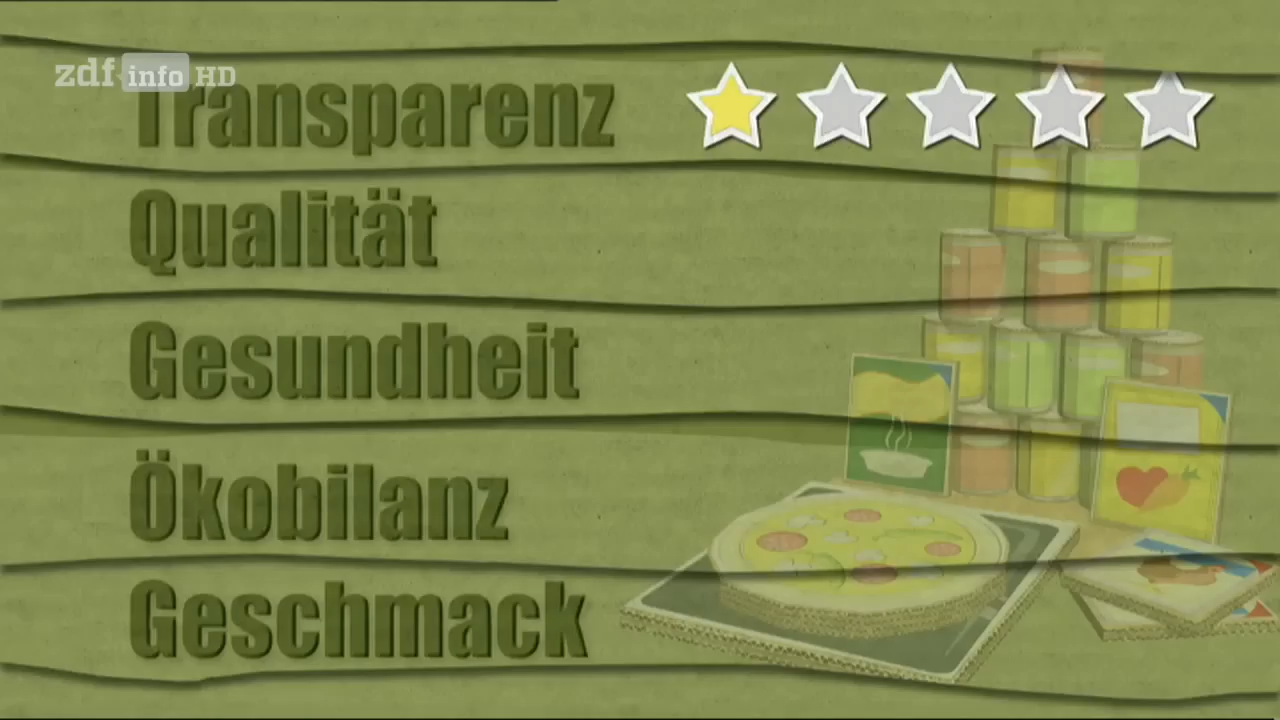 zdf info HD
Transparenz
Qualität
Gesundheit
Ökobilanz
Geschmack